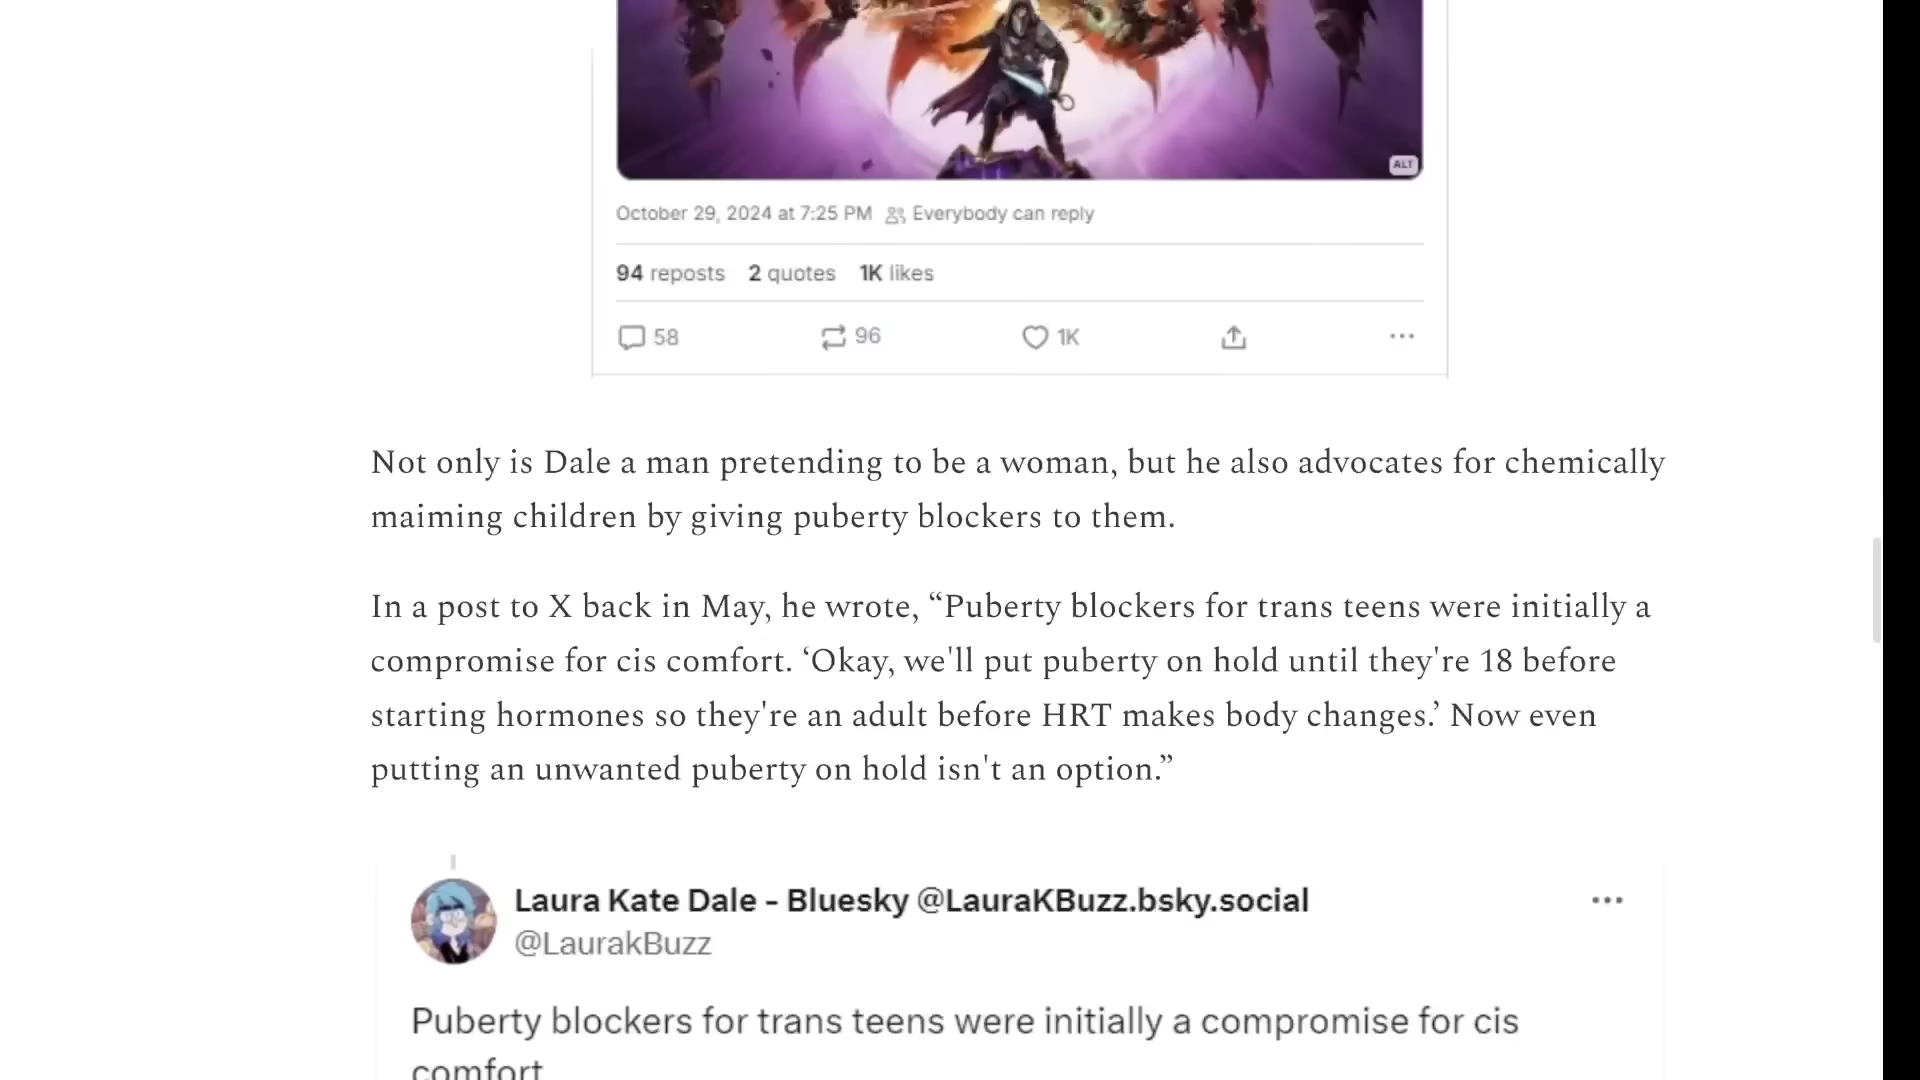 ALT
October 29, 2024 at 7:25 PM Everybody can reply
94 reposts 2 quotes 1K likes
58 96 1K
Not only is Dale a man pretending to be a woman, but he also advocates for chemically
maiming children by giving puberty blockers to them.
In a post to X back in May, he wrote, “Puberty blockers for trans teens were initially a
compromise for cis comfort. ‘Okay, we'll put puberty on hold until they're 18 before
starting hormones so they're an adult before HRT makes body changes.’ Now even
putting an unwanted puberty on hold isn't an option.”
Laura Kate Dale - Bluesky @LauraKBuzz.bsky.social
@LaurakBuzz
Puberty blockers for trans teens were initially a compromise for cis
comfort